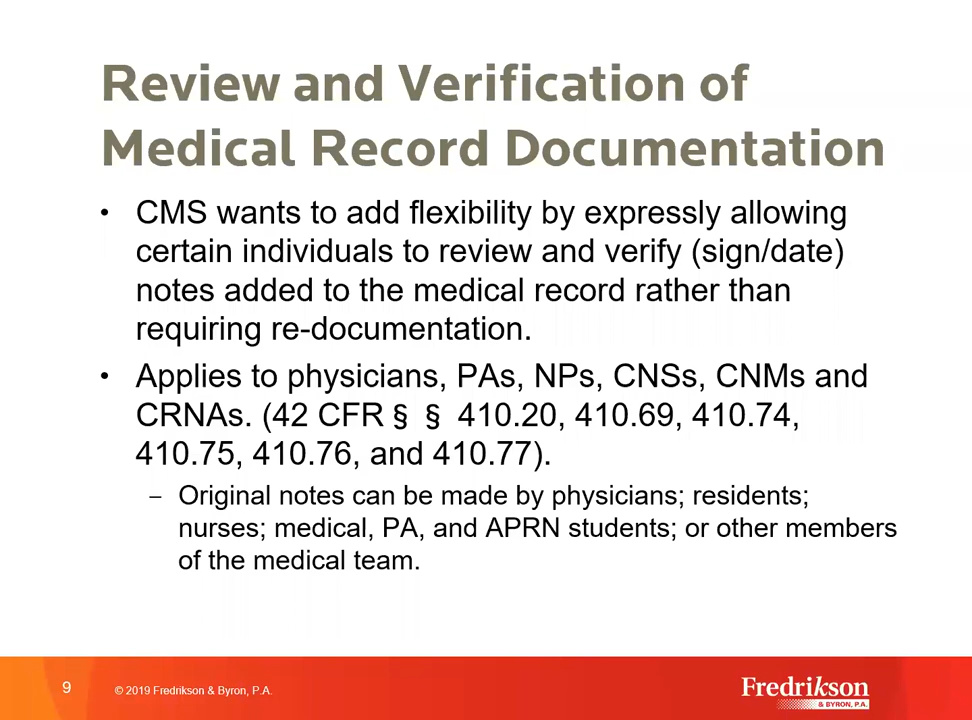 Review and Verification of
Medical Record Documentation
• CMS wants to add flexibility by expressly allowing
certain individuals to review and verify (sign/date)
notes added to the medical record rather than
requiring re-documentation.
• Applies to physicians, PAs, NPs, CNSs, CNMs and
CRNAs. (42 CFR § § 410.20, 410.69, 410.74,
410.75, 410.76, and 410.77).
– Original notes can be made by physicians; residents;
nurses; medical, PA, and APRN students; or other members
of the medical team.
9
© 2019 Fredrikson & Byron, P.A.
Fredrikson
& BYRON, P.A.